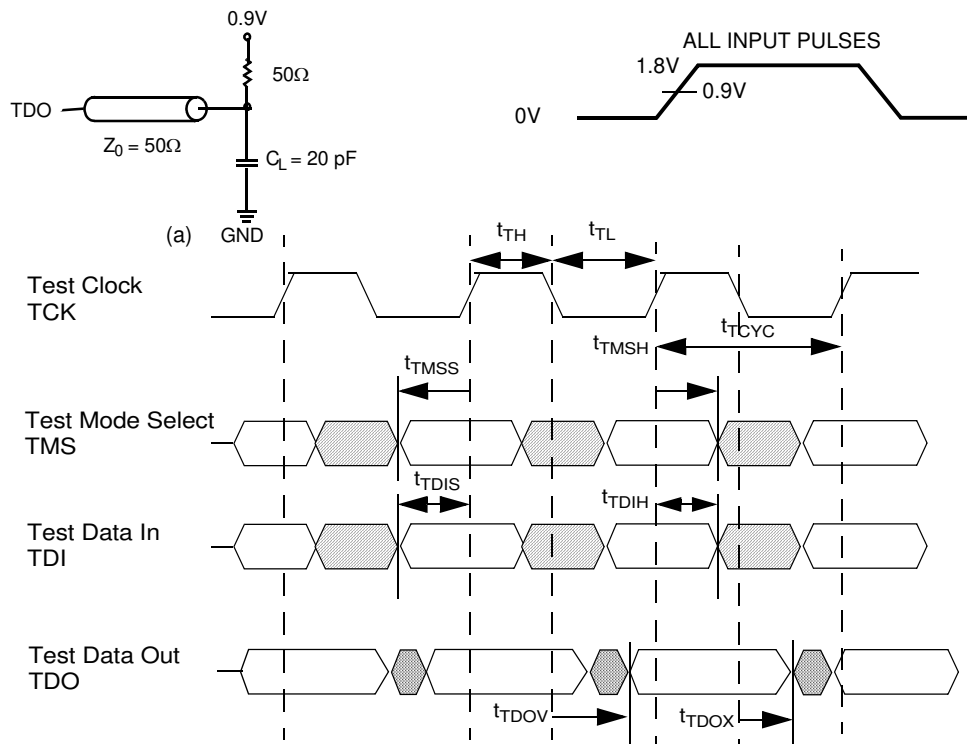 0.9V
50Ω
TDO
Z0 = 50Ω
CL = 20 pF
(a) GND
ALL INPUT PULSES
1.8V
0.9V
0V
tTH
tTL
Test Clock
TCK
tTCYC
tTMSH
tTMSS
Test Mode Select
TMS
tTDIS
tTDIH
Test Data In
TDI
Test Data Out
TDO
tTDOV
tTDOX